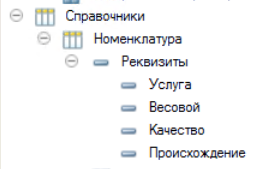 Справочники
Номенклатура
Реквизиты
Услуга
Весовой
Качество
Происхождение